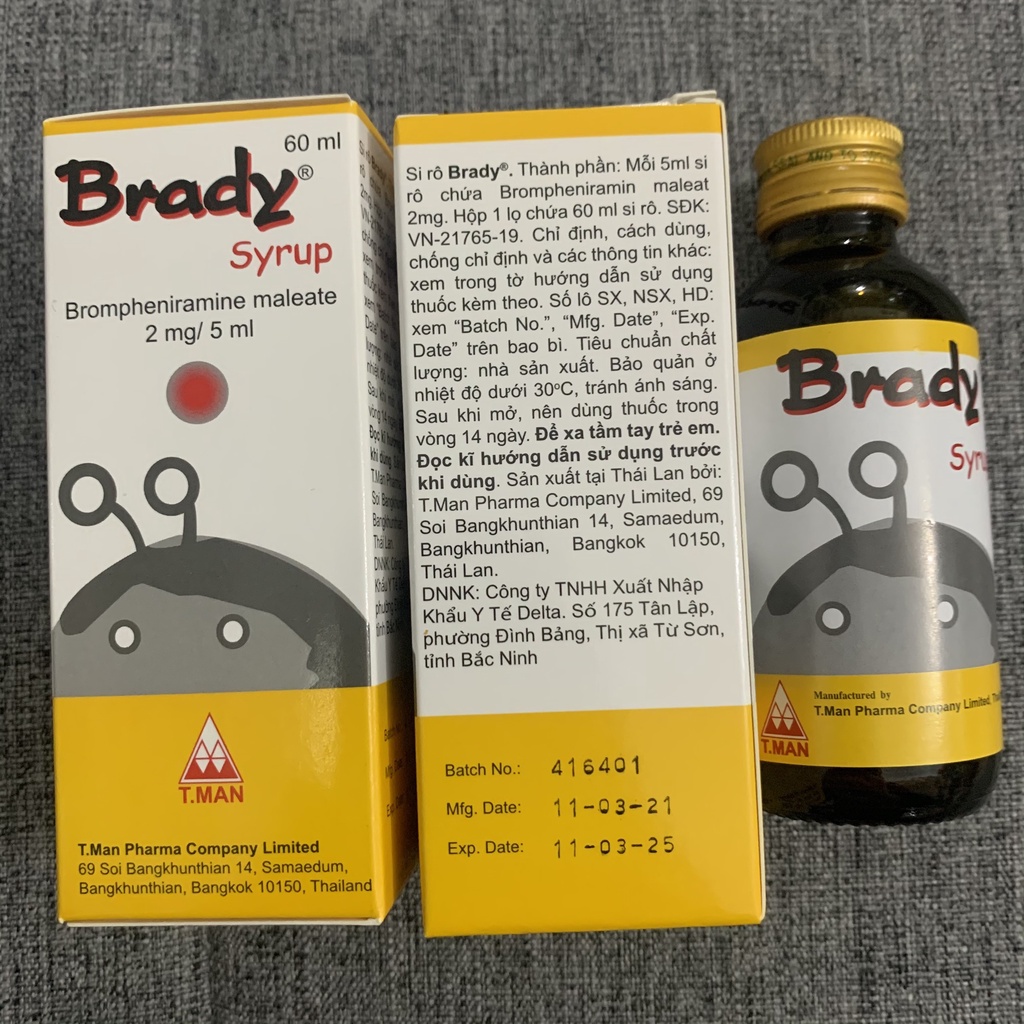 60 ml
Brady®
Syrup
Brompheniramine maleate
2 mg/ 5 ml
T.MAN
T.Man Pharma Company Limited
69 Soi Bangkhunthian 14, Samaedum,
Bangkhunthian, Bangkok 10150, Thailand
Si rô Brady®. Thành phần: Mỗi 5ml si
rô chứa Brompheniramin maleat
2mg. Hộp 1 lọ chứa 60 ml si rô. SĐK:
VN-21765-19. Chỉ định, cách dùng,
chống chỉ định và các thông tin khác:
xem trong tờ hướng dẫn sử dụng
thuốc kèm theo. Số lô SX, NSX, HD:
xem “Batch No.”, “Mfg. Date”, “Exp.
Date” trên bao bì. Tiêu chuẩn chất
lượng: nhà sản xuất. Bảo quản ở
nhiệt độ dưới 30ºC, tránh ánh sáng.
Sau khi mở, nên dùng thuốc trong
vòng 14 ngày. Để xa tầm tay trẻ em.
Đọc kĩ hướng dẫn sử dụng trước
khi dùng. Sản xuất tại Thái Lan bởi:
T.Man Pharma Company Limited, 69
Soi Bangkhunthian 14, Samaedum,
Bangkhunthian, Bangkok 10150,
Thái Lan.
DNNK: Công ty TNHH Xuất Nhập
Khẩu Y Tế Delta. Số 175 Tân Lập,
phường Đình Bảng, Thị xã Từ Sơn,
tỉnh Bắc Ninh
Batch No.: 416401
Mfg. Date: 11-03-21
Exp. Date: 11-03-25
Brady
Syru
Manufactured by
T.Man Pharma Company Limited,
T.MAN